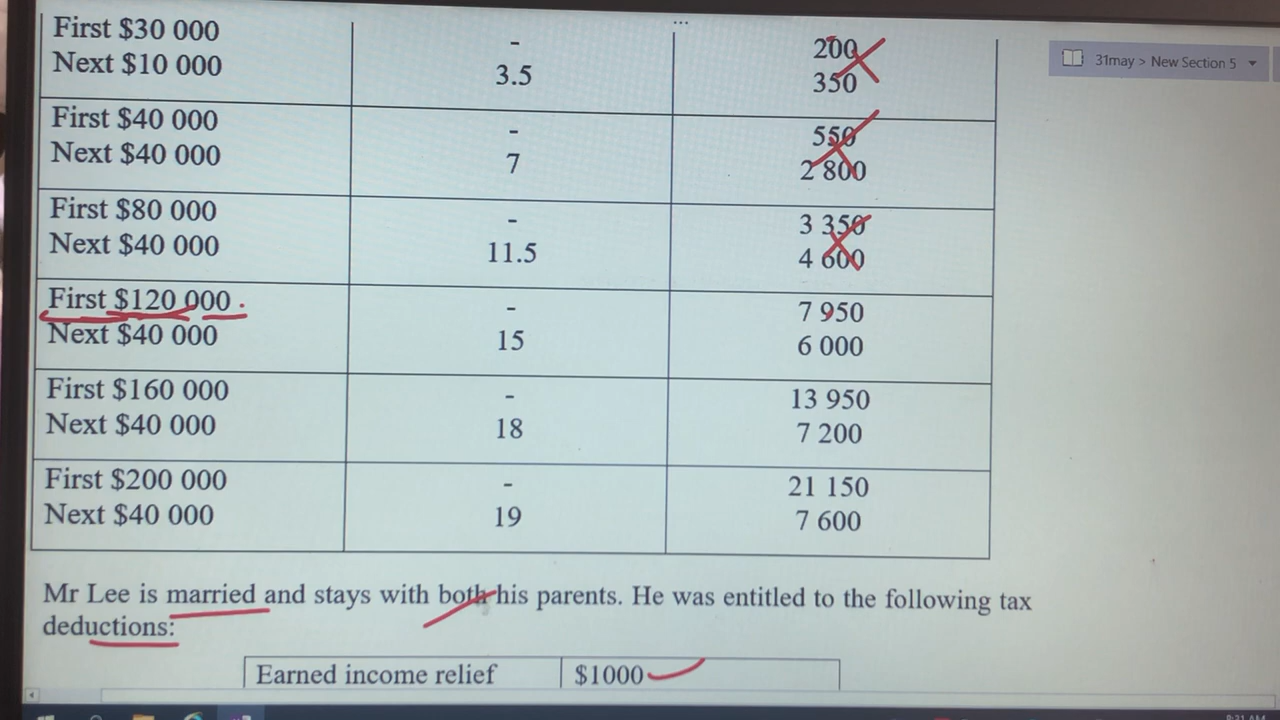 ...
31may > New Section 5
First $30 000 - 200
Next $10 000 3.5 350
First $40 000 - 550
Next $40 000 7 2 800
First $80 000 - 3 350
Next $40 000 11.5 4 600
First $120 000 - 7 950
Next $40 000 15 6 000
First $160 000 - 13 950
Next $40 000 18 7 200
First $200 000 - 21 150
Next $40 000 19 7 600
Mr Lee is married and stays with both his parents. He was entitled to the following tax
deductions:
Earned income relief $1000